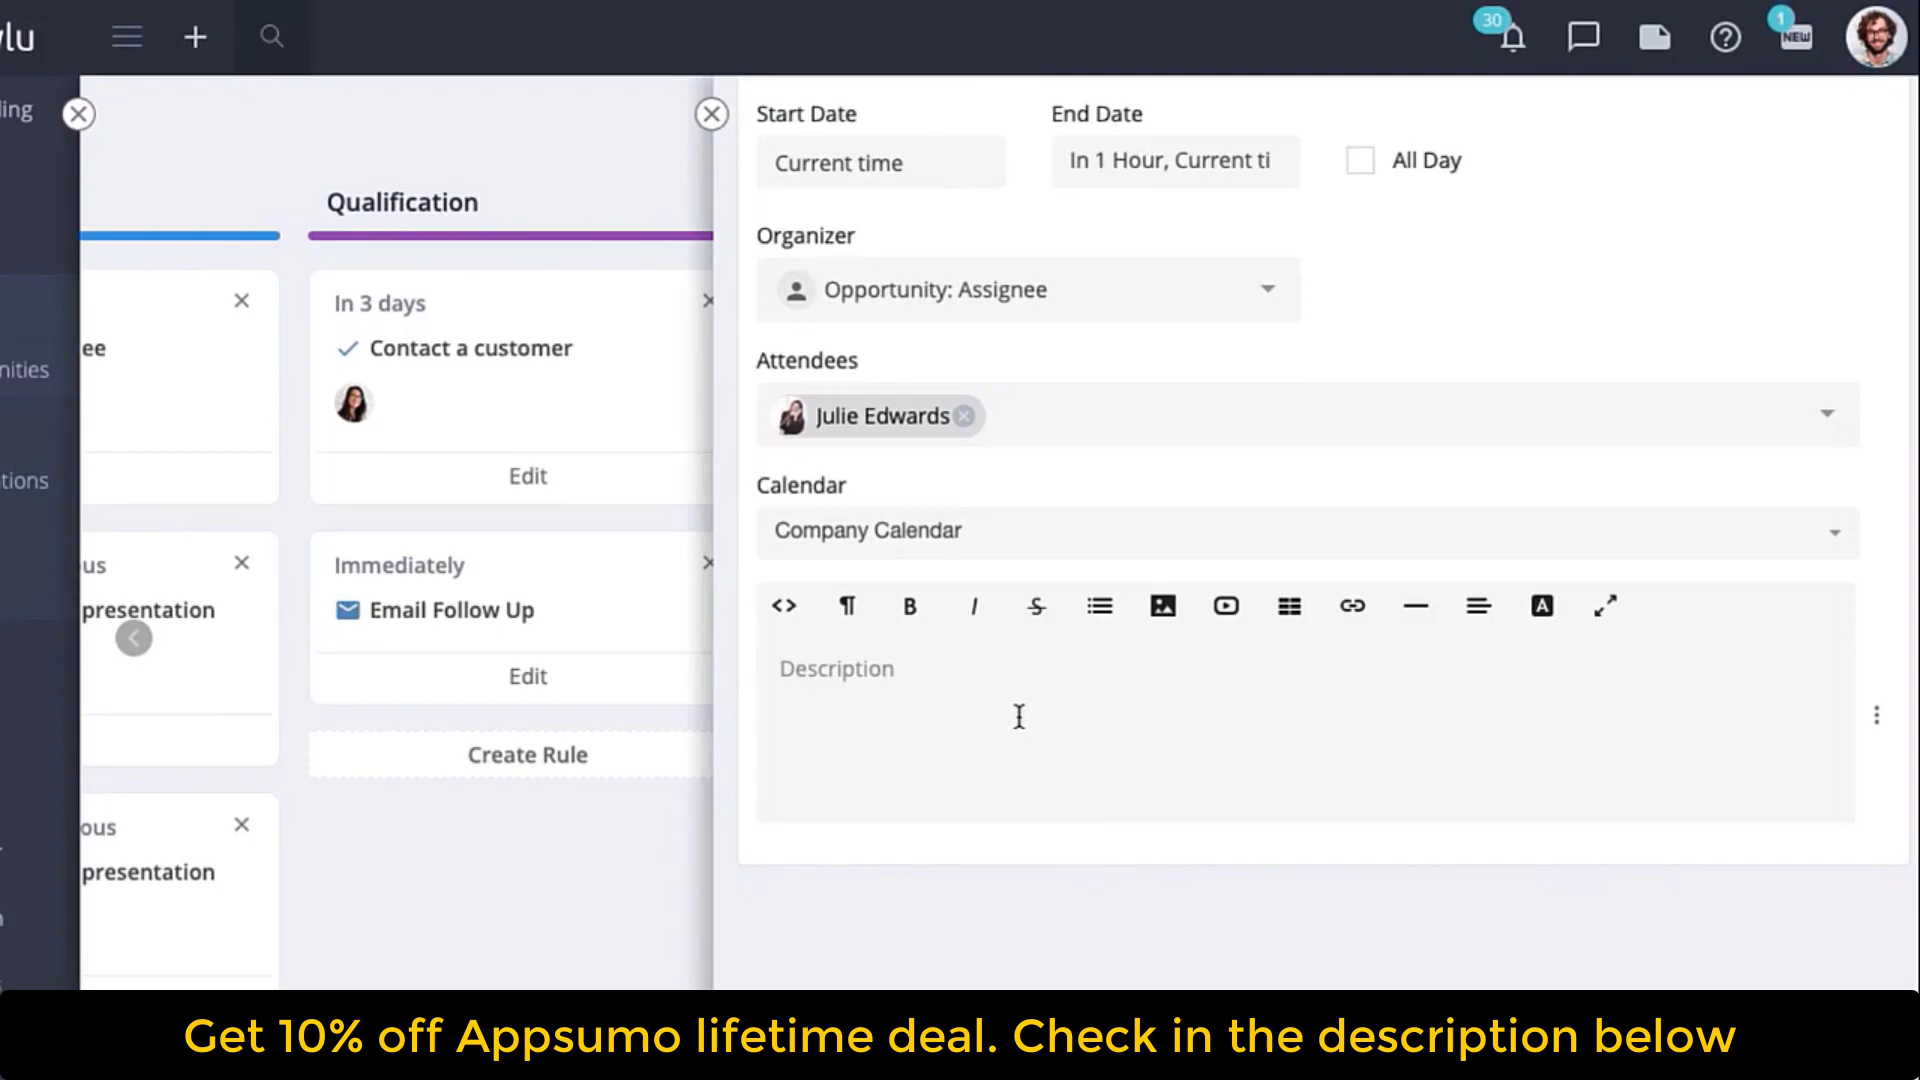 wlu
30
1
NEW
ling
nities
tions
ee
us
presentation
ous
presentation
Qualification
In 3 days
Contact a customer
Edit
Immediately
Email Follow Up
Edit
Create Rule
Start Date
End Date
Current time
In 1 Hour, Current ti
All Day
Organizer
Opportunity: Assignee
Attendees
Julie Edwards
Calendar
Company Calendar
<> ¶ B I S A
Description
Get 10% off Appsumo lifetime deal. Check in the description below